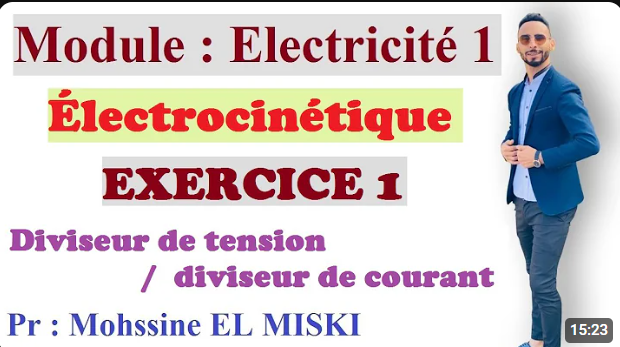 Module : Electricité 1
Électrocinétique
EXERCICE 1
Diviseur de tension
/ diviseur de courant
Pr : Mohssine EL MISKI
15:23